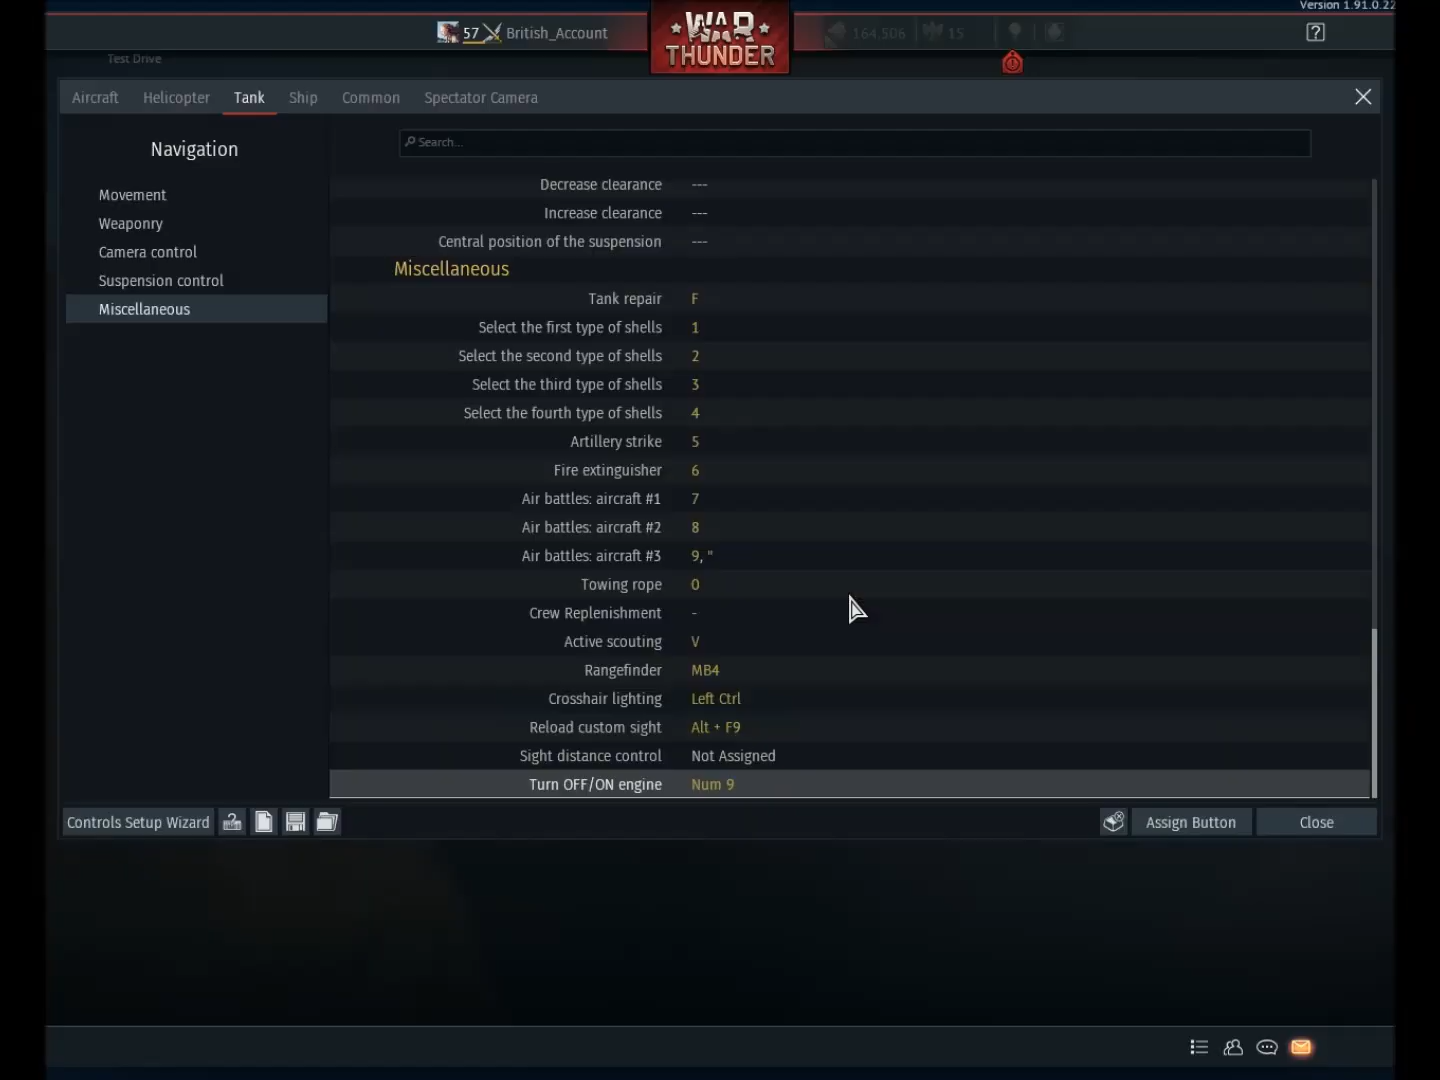 Version 1.91.0.22
57 British_Account
WAR THUNDER
164,506 15
Test Drive
Aircraft Helicopter Tank Ship Common Spectator Camera
Navigation
Search...
Movement
Weaponry
Camera control
Suspension control
Miscellaneous
Decrease clearance ---
Increase clearance ---
Central position of the suspension ---
Miscellaneous
Tank repair F
Select the first type of shells 1
Select the second type of shells 2
Select the third type of shells 3
Select the fourth type of shells 4
Artillery strike 5
Fire extinguisher 6
Air battles: aircraft #1 7
Air battles: aircraft #2 8
Air battles: aircraft #3 9, "
Towing rope 0
Crew Replenishment -
Active scouting V
Rangefinder MB4
Crosshair lighting Left Ctrl
Reload custom sight Alt + F9
Sight distance control Not Assigned
Turn OFF/ON engine Num 9
Controls Setup Wizard
Assign Button
Close